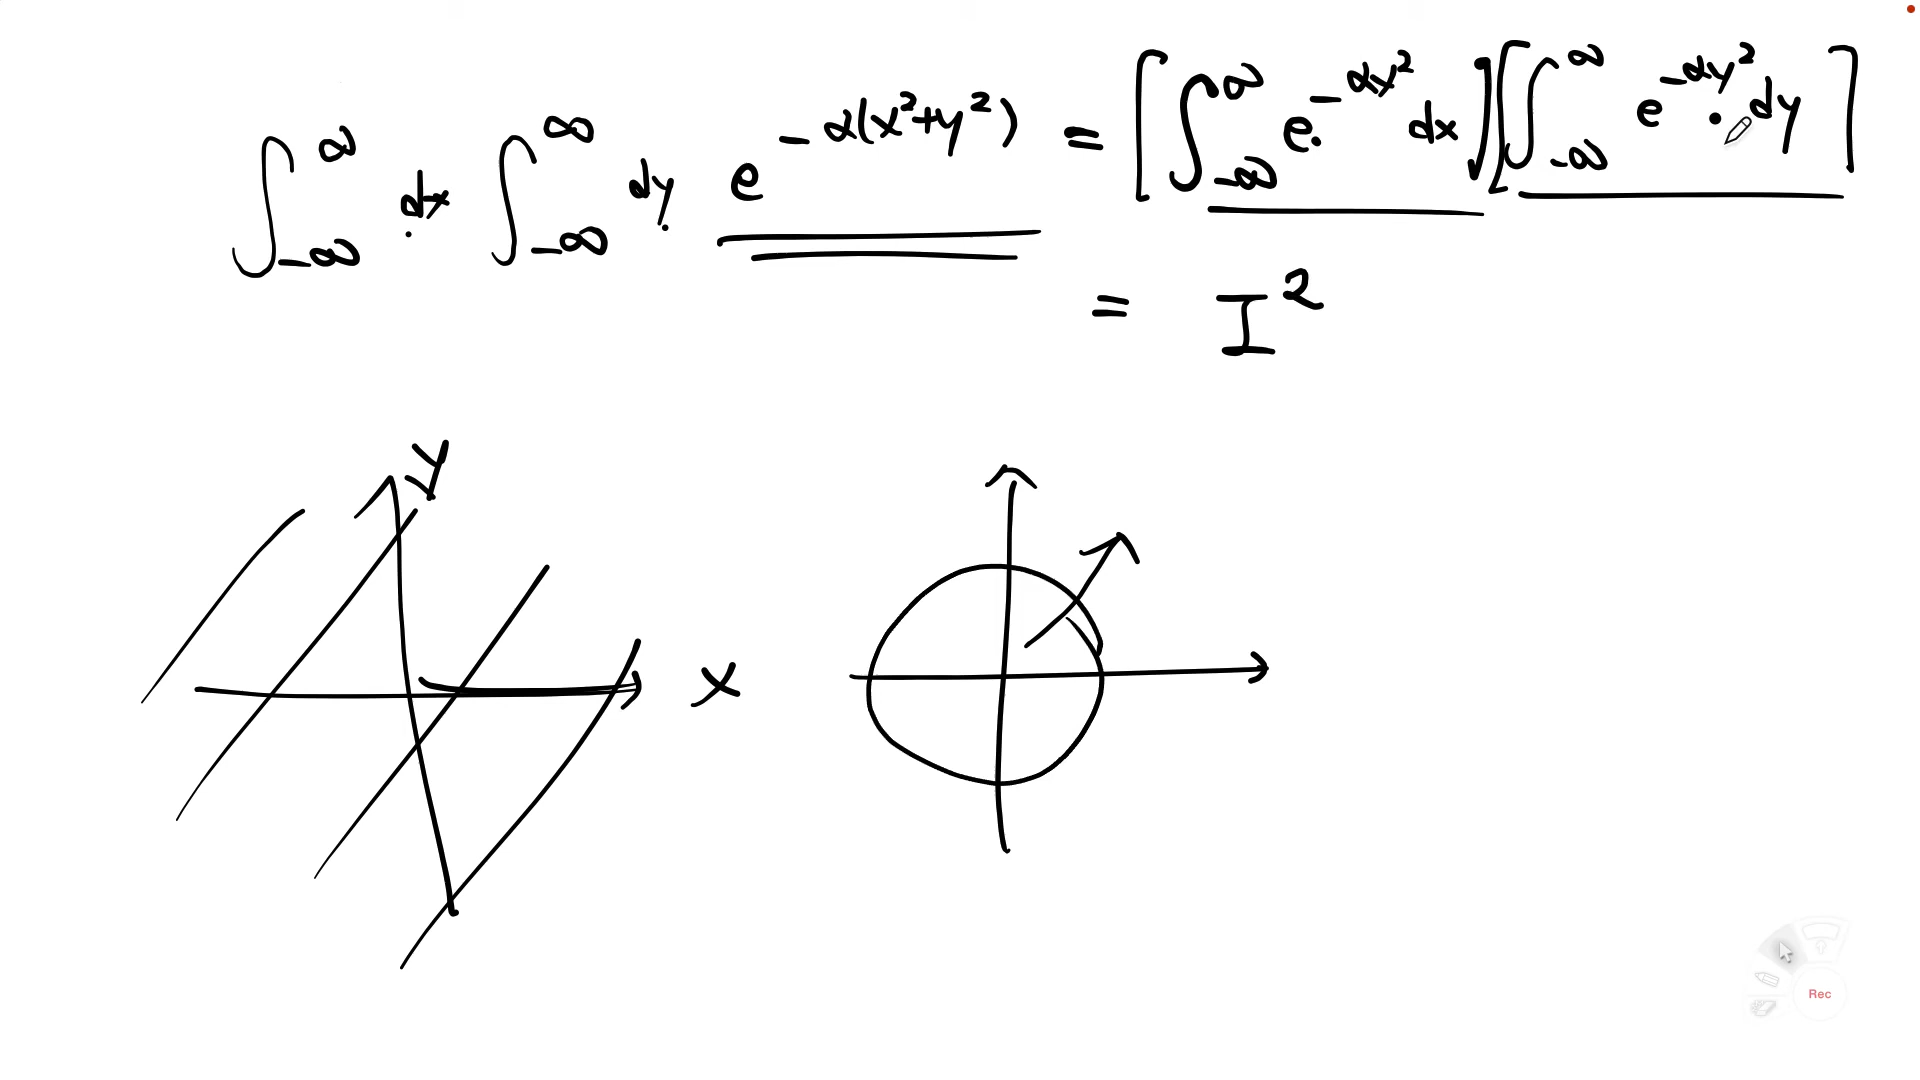 ∫_{-∞}^{∞} dx ∫_{-∞}^{∞} dy e^{-α(x²+y²)} = [∫_{-∞}^{∞} e^{-αx²} dx][∫_{-∞}^{∞} e^{-αy²} dy]
= I²
y
x
Rec